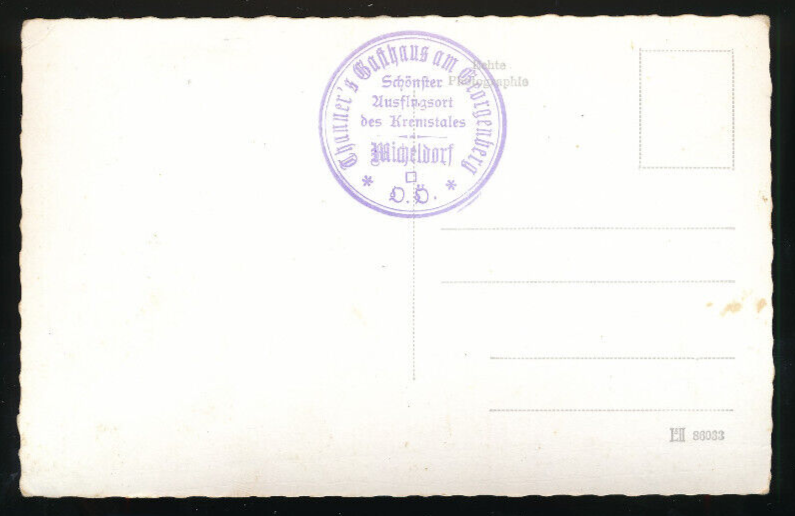 Thanner's Gasthaus am Georgenberg
Schönster
Ausflugsort
des Kremstales
Micheldorf
* O.Ö. *
Echte
Photographie
86033